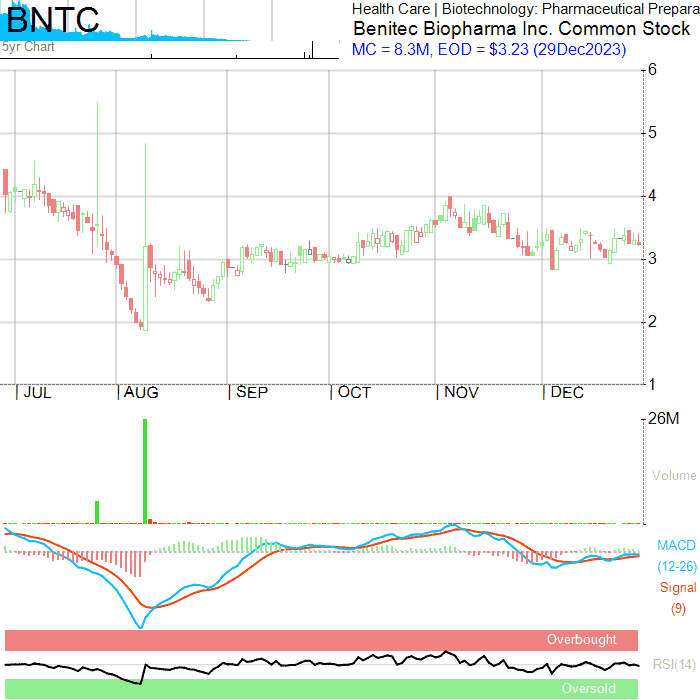 BNTC
5yr Chart
Health Care | Biotechnology: Pharmaceutical Prepara
Benitec Biopharma Inc. Common Stock
MC = 8.3M, EOD = $3.23 (29Dec2023)
6
5
4
3
2
1
JUL AUG SEP OCT NOV DEC
26M
Volume
MACD
(12-26)
Signal
(9)
Overbought
RSI(14)
Oversold